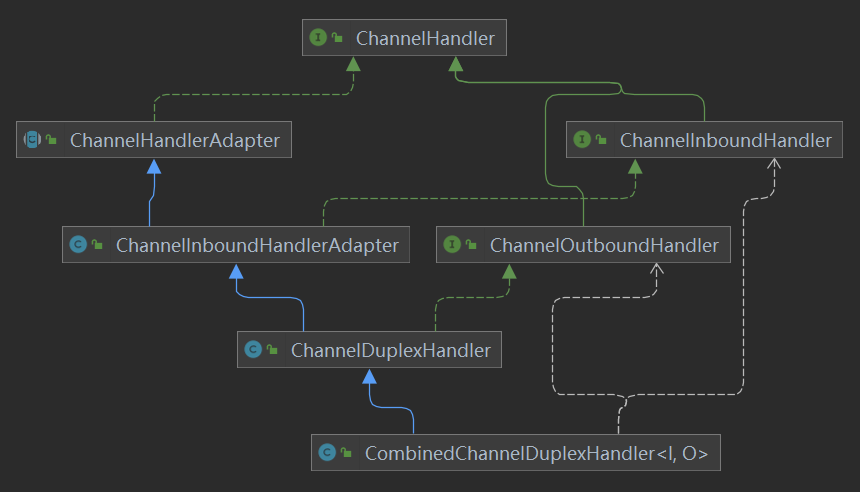 I ChannelHandler
C ChannelHandlerAdapter
I ChannelInboundHandler
C ChannelInboundHandlerAdapter
I ChannelOutboundHandler
C ChannelDuplexHandler
C CombinedChannelDuplexHandler<I, O>